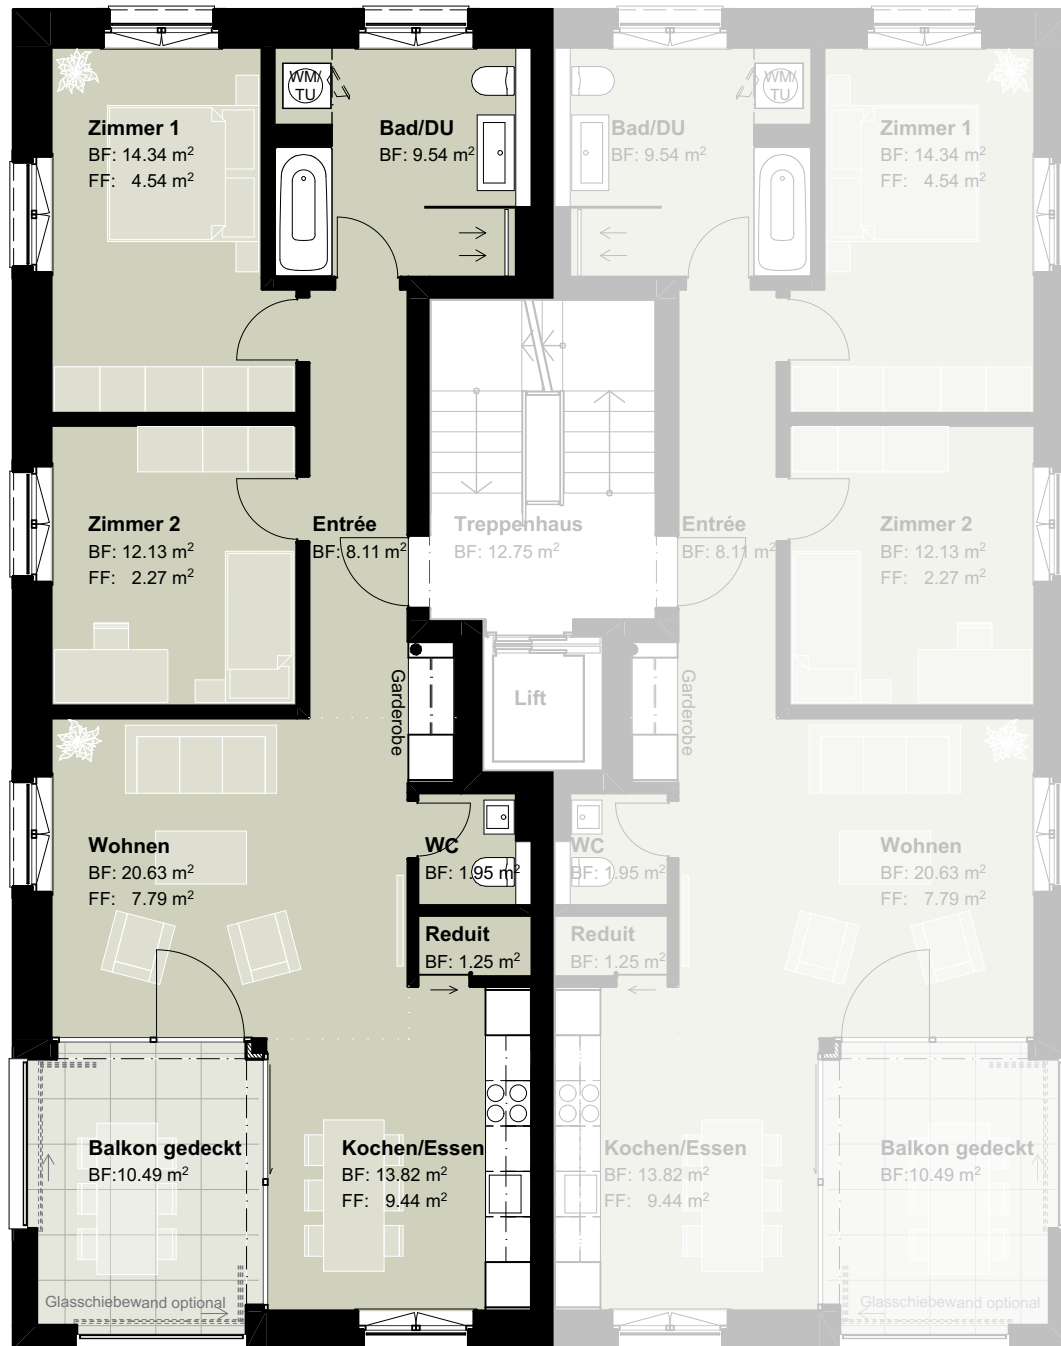 WM/
TU
Zimmer 1
BF: 14.34 m²
FF: 4.54 m²
Bad/DU
BF: 9.54 m²
Bad/DU
BF: 9.54 m²
WM/
TU
Zimmer 1
BF: 14.34 m²
FF: 4.54 m²
Zimmer 2
BF: 12.13 m²
FF: 2.27 m²
Entrée
BF: 8.11 m²
Treppenhaus
BF: 12.75 m²
Entrée
BF: 8.11 m²
Zimmer 2
BF: 12.13 m²
FF: 2.27 m²
Garderobe
Lift
Garderobe
Wohnen
BF: 20.63 m²
FF: 7.79 m²
WC
BF: 1.95 m²
WC
BF: 1.95 m²
Wohnen
BF: 20.63 m²
FF: 7.79 m²
Reduit
BF: 1.25 m²
Reduit
BF: 1.25 m²
Balkon gedeckt
BF:10.49 m²
Kochen/Essen
BF: 13.82 m²
FF: 9.44 m²
Kochen/Essen
BF: 13.82 m²
FF: 9.44 m²
Balkon gedeckt
BF:10.49 m²
Glasschiebewand optional
Glasschiebewand optional